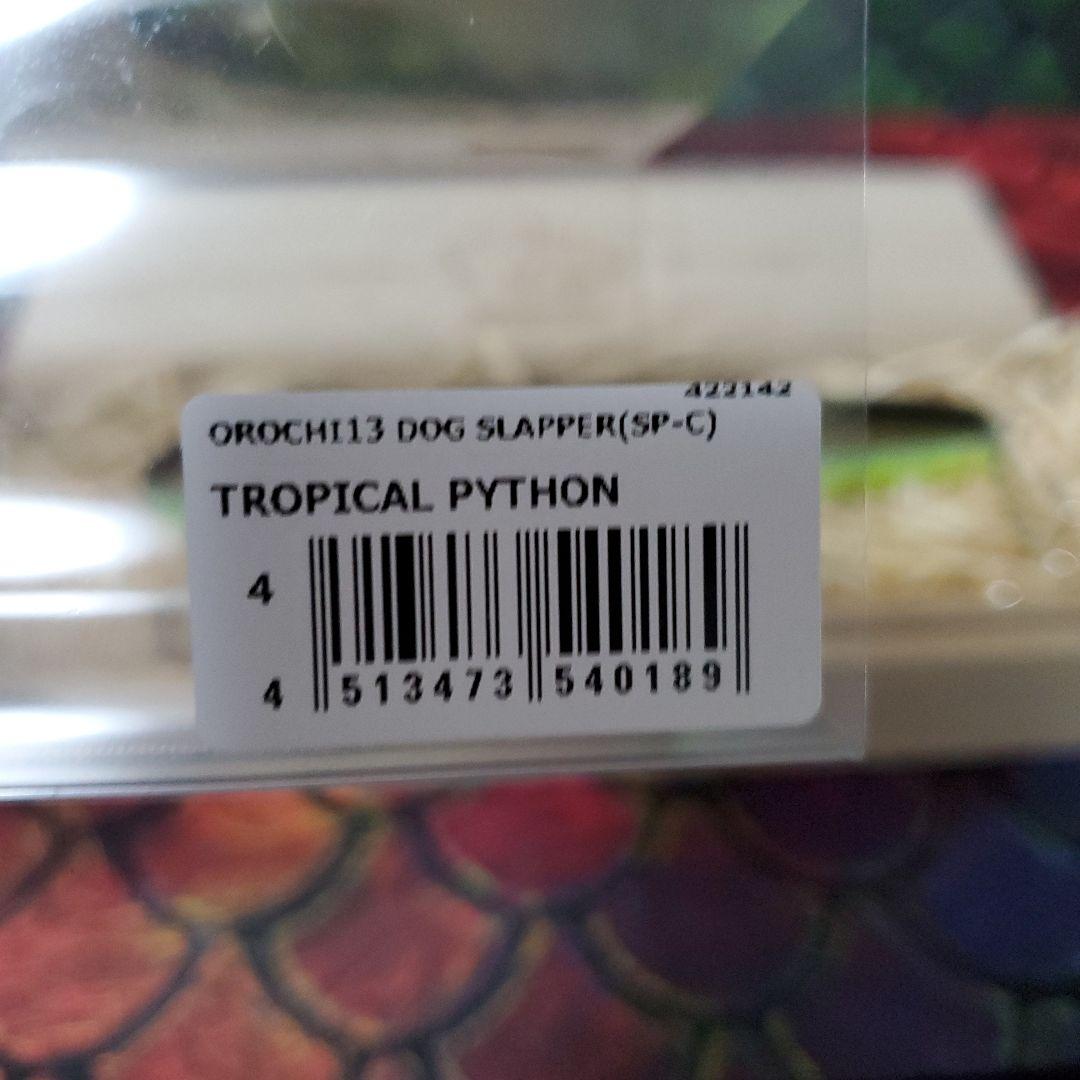 422142
OROCHI13 DOG SLAPPER(SP-C)
TROPICAL PYTHON
4
4 513473 540189